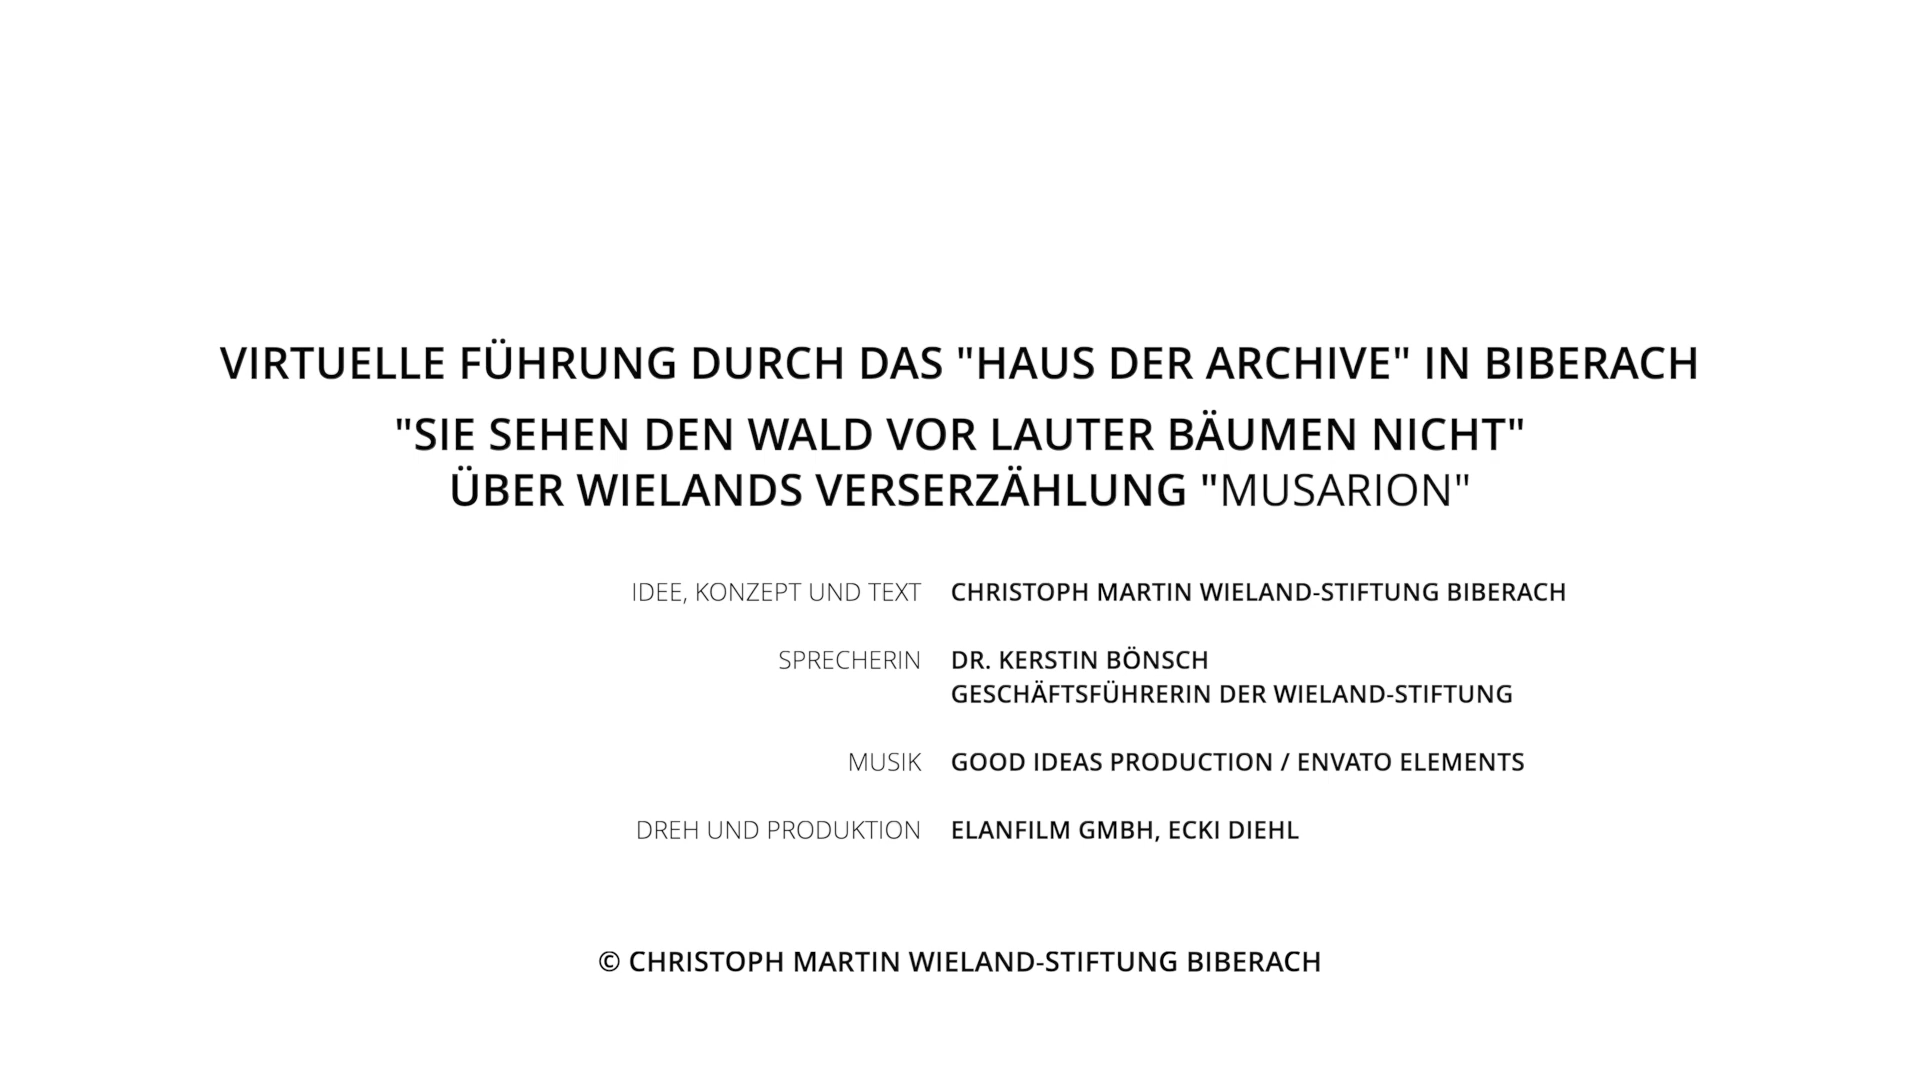 VIRTUELLE FÜHRUNG DURCH DAS "HAUS DER ARCHIVE" IN BIBERACH
"SIE SEHEN DEN WALD VOR LAUTER BÄUMEN NICHT"
ÜBER WIELANDS VERSERZÄHLUNG "MUSARION"
IDEE, KONZEPT UND TEXT CHRISTOPH MARTIN WIELAND-STIFTUNG BIBERACH
SPRECHERIN DR. KERSTIN BÖNSCH
GESCHÄFTSFÜHRERIN DER WIELAND-STIFTUNG
MUSIK GOOD IDEAS PRODUCTION / ENVATO ELEMENTS
DREH UND PRODUKTION ELANFILM GMBH, ECKI DIEHL
© CHRISTOPH MARTIN WIELAND-STIFTUNG BIBERACH